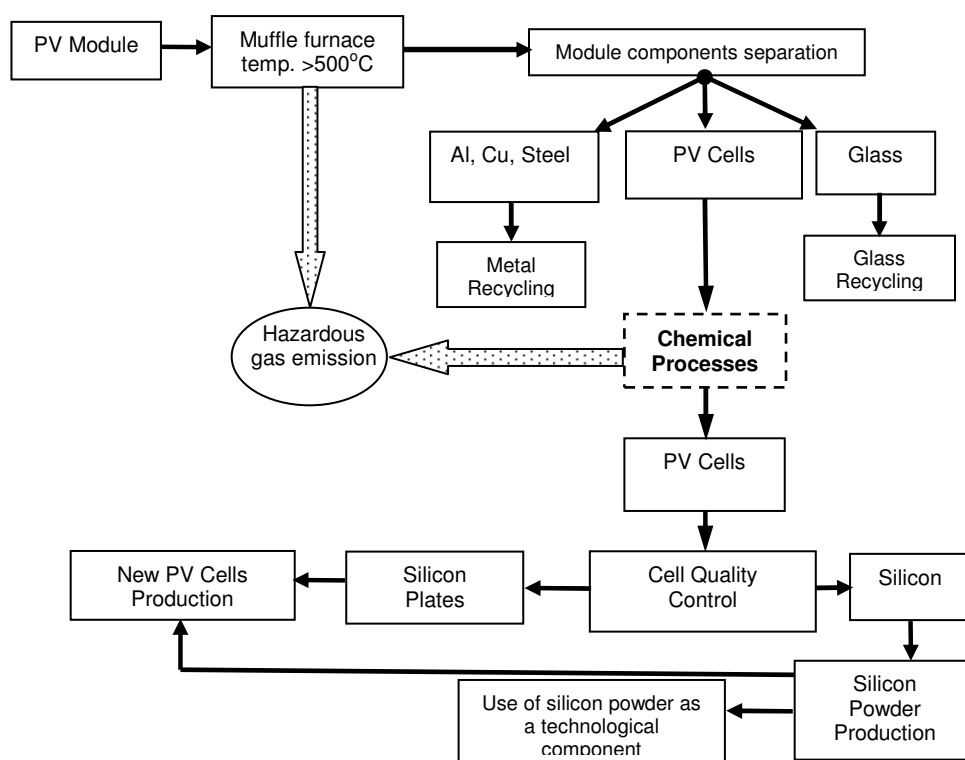 PV Module
Muffle furnace
temp. >500°C
Module components separation
Al, Cu, Steel
PV Cells
Glass
Metal
Recycling
Glass
Recycling
Hazardous
gas emission
Chemical
Processes
PV Cells
New PV Cells
Production
Silicon
Plates
Cell Quality
Control
Silicon
Use of silicon powder as
a technological
component
Silicon
Powder
Production